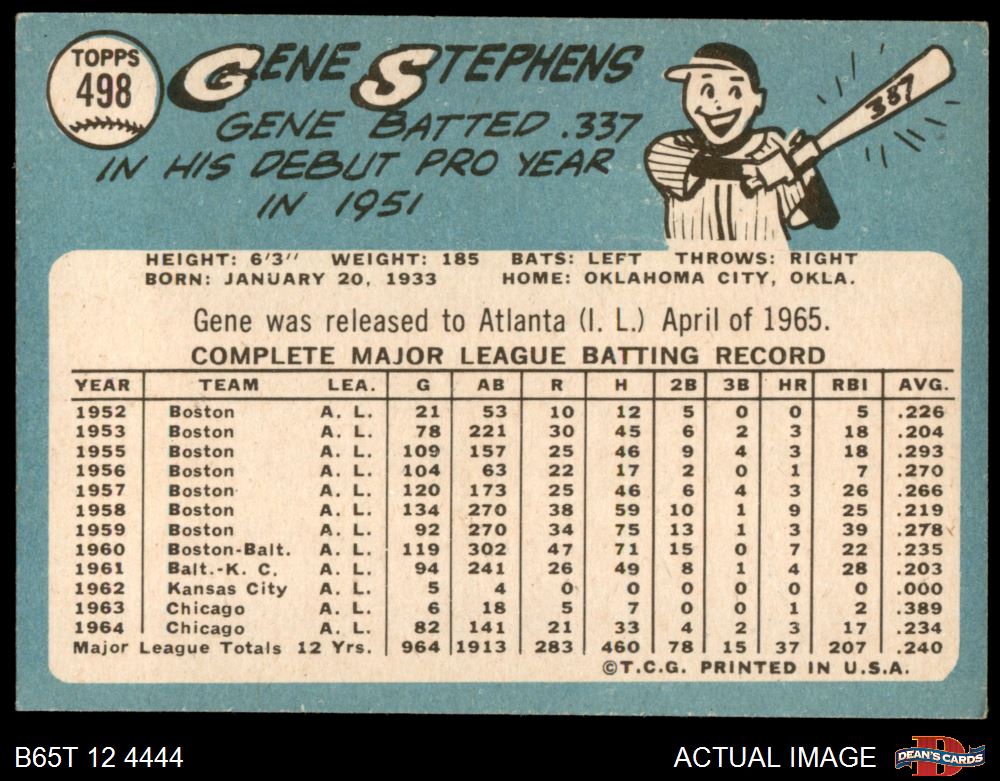 TOPPS
498
GENE STEPHENS
GENE BATTED .337
IN HIS DEBUT PRO YEAR
IN 1951
337
HEIGHT: 6'3" WEIGHT: 185 BATS: LEFT THROWS: RIGHT
BORN: JANUARY 20, 1933 HOME: OKLAHOMA CITY, OKLA.
Gene was released to Atlanta (I. L.) April of 1965.
COMPLETE MAJOR LEAGUE BATTING RECORD
YEAR TEAM LEA. G AB R H 2B 3B HR RBI AVG.
1952 Boston A. L. 21 53 10 12 5 0 0 5 .226
1953 Boston A. L. 78 221 30 45 6 2 3 18 .204
1955 Boston A. L. 109 157 25 46 9 4 3 18 .293
1956 Boston A. L. 104 63 22 17 2 0 1 7 .270
1957 Boston A. L. 120 173 25 46 6 4 3 26 .266
1958 Boston A. L. 134 270 38 59 10 1 9 25 .219
1959 Boston A. L. 92 270 34 75 13 1 3 39 .278
1960 Boston-Balt. A. L. 119 302 47 71 15 0 7 22 .235
1961 Balt.-K. C. A. L. 94 241 26 49 8 1 4 28 .203
1962 Kansas City A. L. 5 4 0 0 0 0 0 0 .000
1963 Chicago A. L. 6 18 5 7 0 0 1 2 .389
1964 Chicago A. L. 82 141 21 33 4 2 3 17 .234
Major League Totals 12 Yrs. 964 1913 283 460 78 15 37 207 .240
©T.C.G. PRINTED IN U.S.A.
B65T 12 4444 ACTUAL IMAGE
DEAN'S CARDS